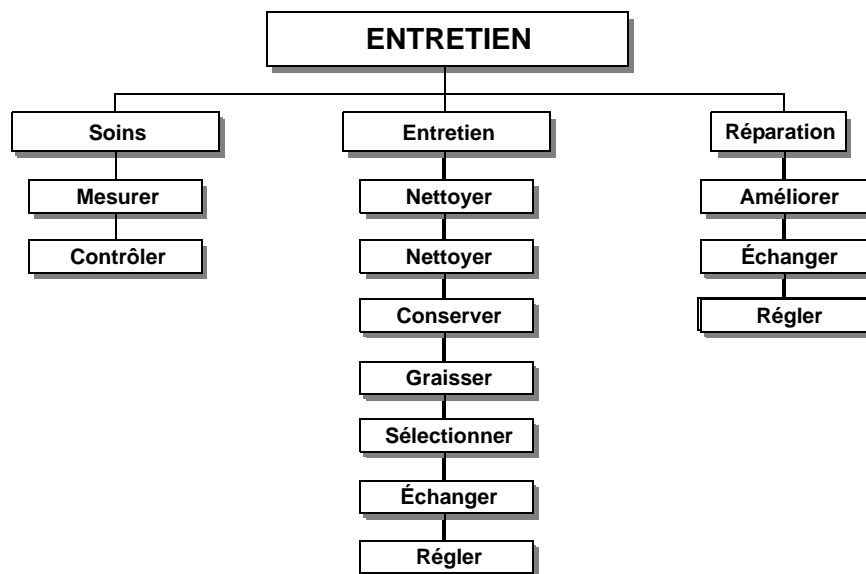 ENTRETIEN
Soins
Mesurer
Contrôler
Entretien
Nettoyer
Nettoyer
Conserver
Graisser
Sélectionner
Échanger
Régler
Réparation
Améliorer
Échanger
Régler